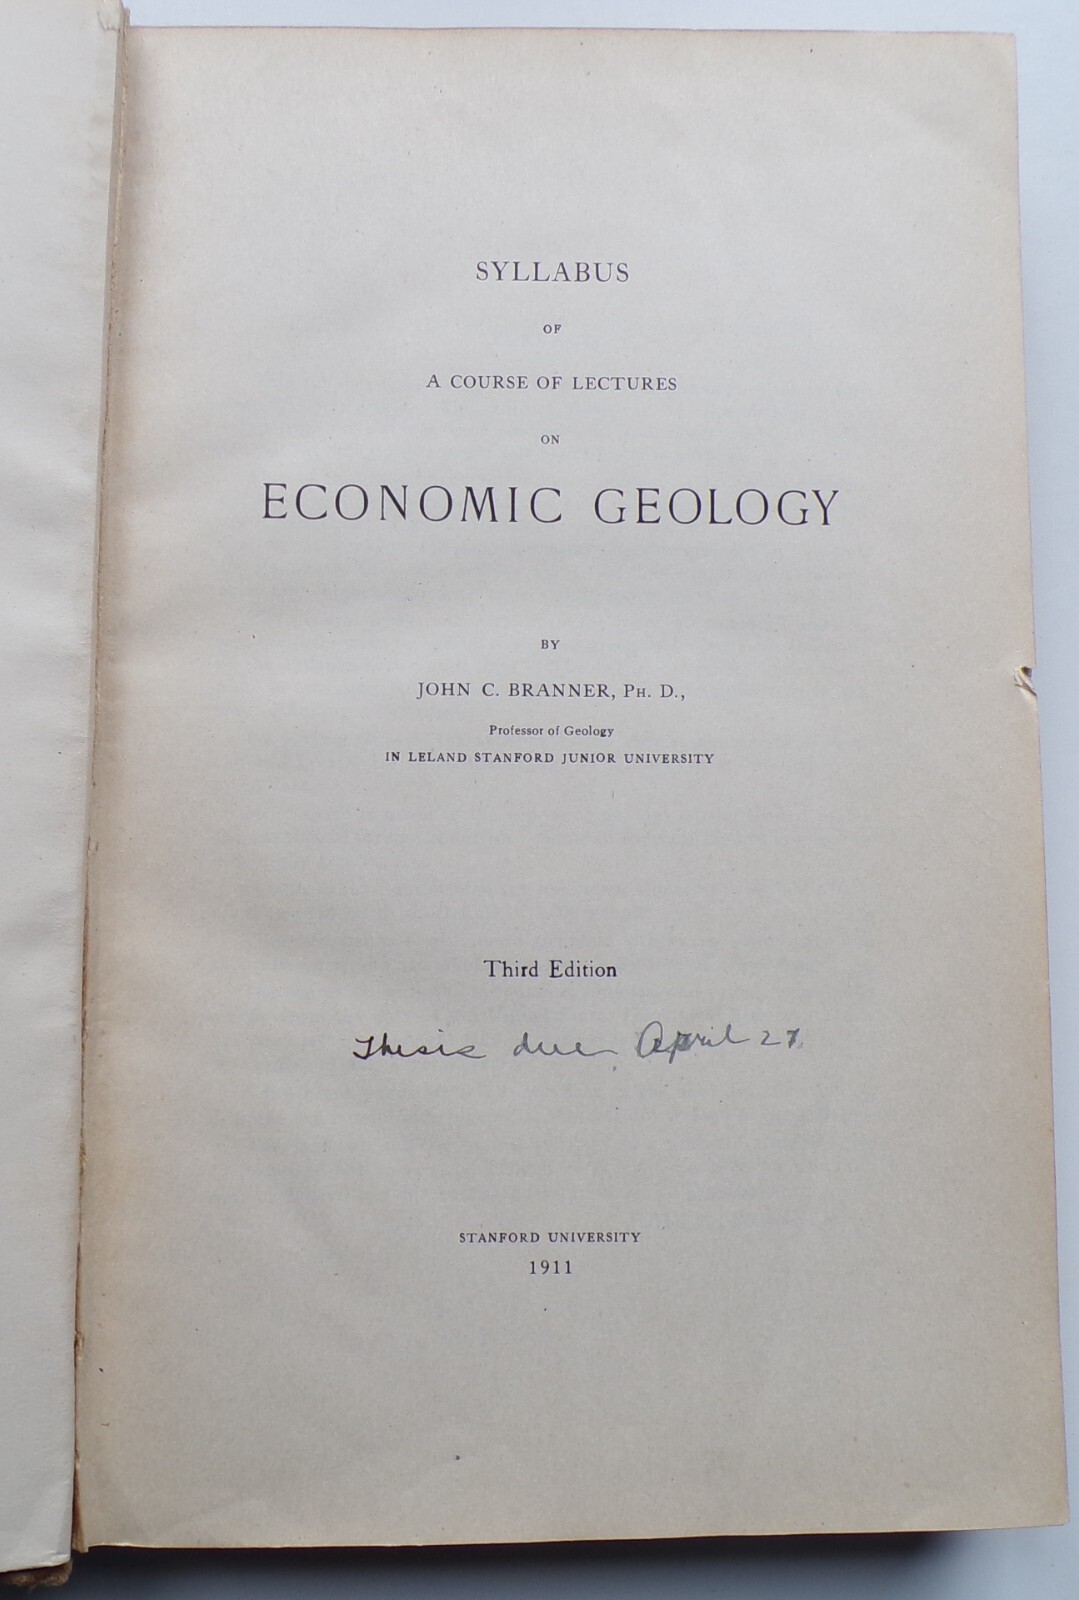 SYLLABUS
OF
A COURSE OF LECTURES
ON
ECONOMIC GEOLOGY
BY
JOHN C. BRANNER, PH. D.,
Professor of Geology
IN LELAND STANFORD JUNIOR UNIVERSITY
Third Edition
Thesis due April 27.
STANFORD UNIVERSITY
1911